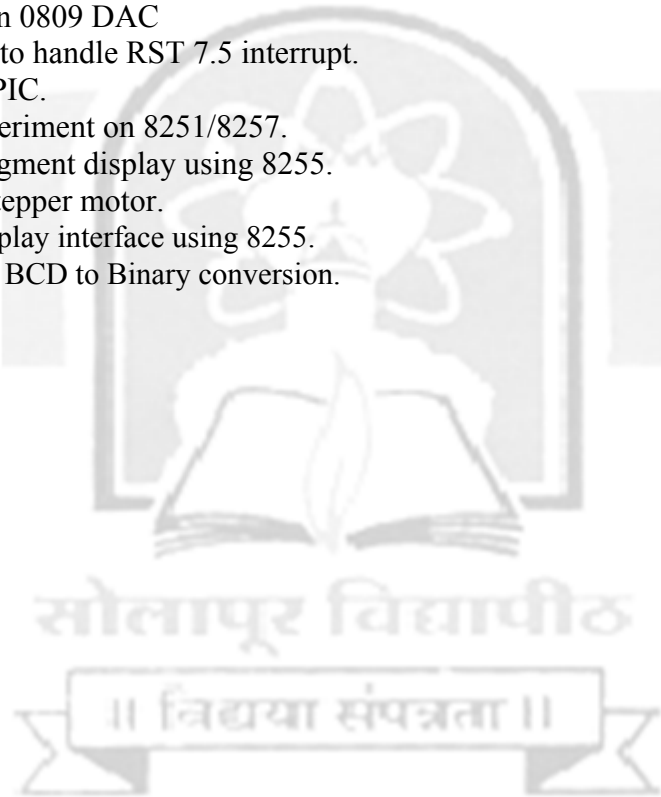 n 0809 DAC
to handle RST 7.5 interrupt.
PIC.
eriment on 8251/8257.
gment display using 8255.
tepper motor.
play interface using 8255.
BCD to Binary conversion.
सोलापूर विद्यापीठ
॥ विद्यया संपन्नता ॥